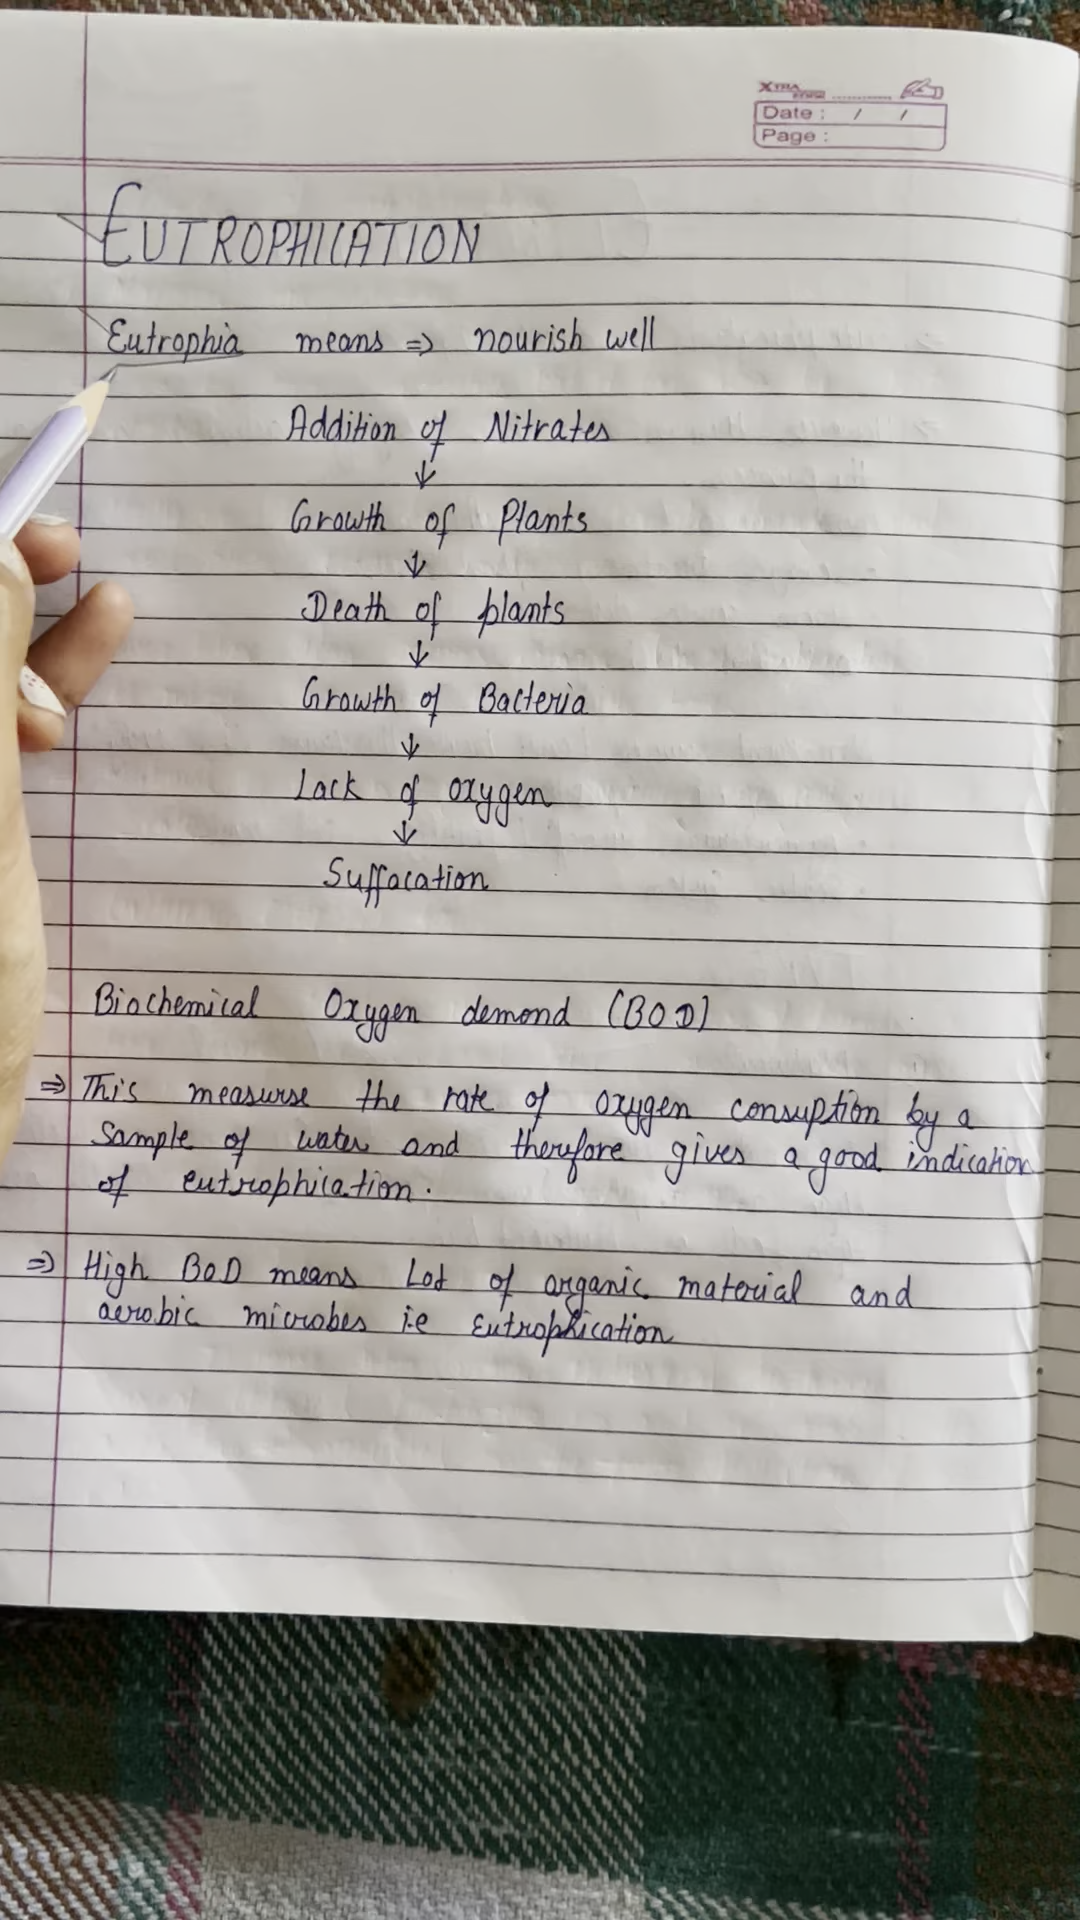 XTRA
Date : / /
Page :
EUTROPHICATION
Eutrophia means ⇒ nourish well
Addition of Nitrates
↓
Growth of Plants
↓
Death of plants
↓
Growth of Bacteria
↓
Lack of oxygen
↓
Suffocation
Biochemical Oxygen demond (BOD)
⇒ This measurse the rate of oxygen consuption by a
sample of water and therefore gives a good indication
of eutrophication.
⇒ High BOD means Lot of organic material and
aerobic microbes i.e Eutrophication